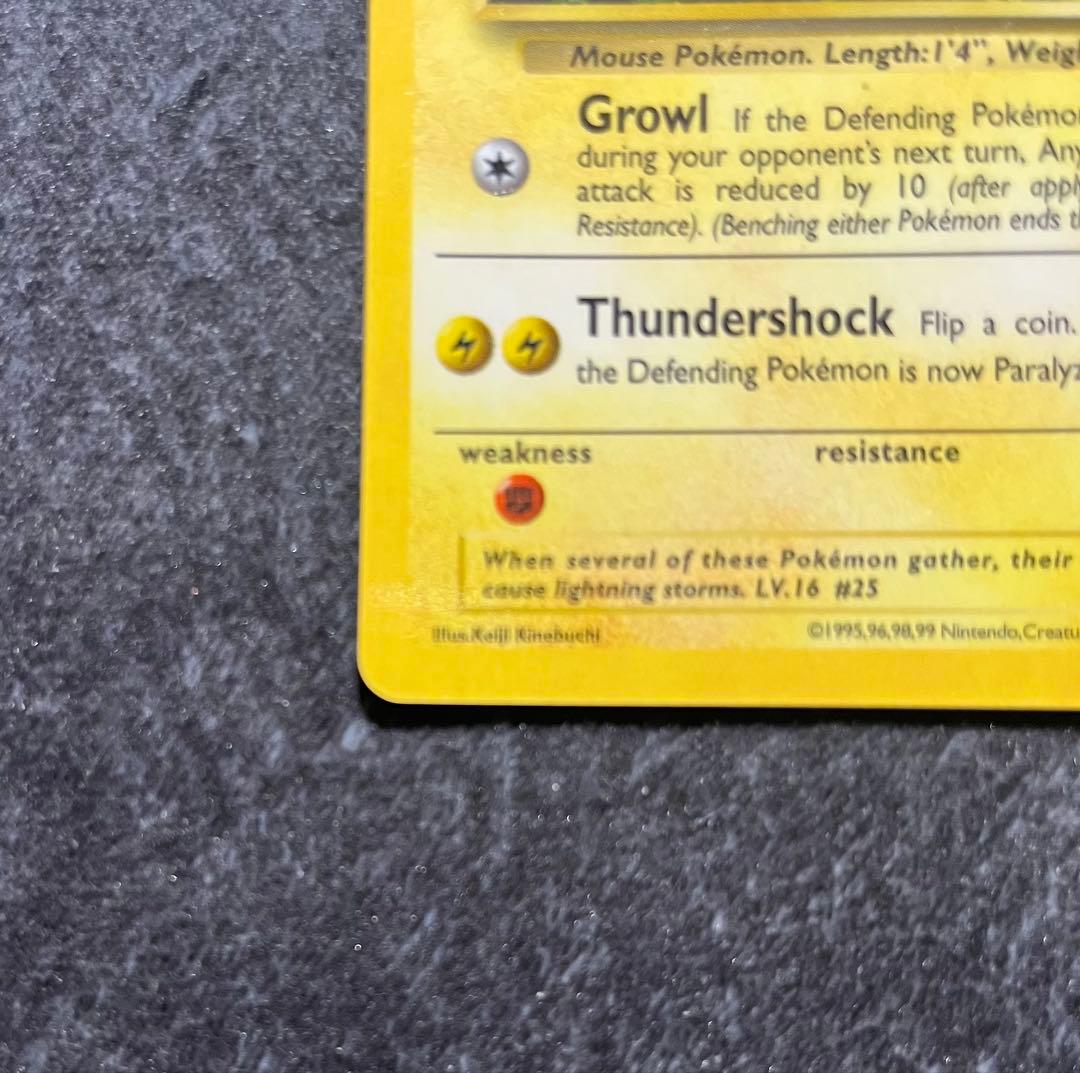 Mouse Pokémon. Length: 1'4", Weig
Growl If the Defending Pokémo
during your opponent's next turn, Any
attack is reduced by 10 (after appl
Resistance). (Benching either Pokémon ends t
Thundershock Flip a coin.
the Defending Pokémon is now Paralyz
weakness resistance
When several of these Pokémon gather, their
cause lightning storms. LV. 16 #25
Illus. Keiji Kinebuchi ©1995, 96, 98, 99 Nintendo, Creatu